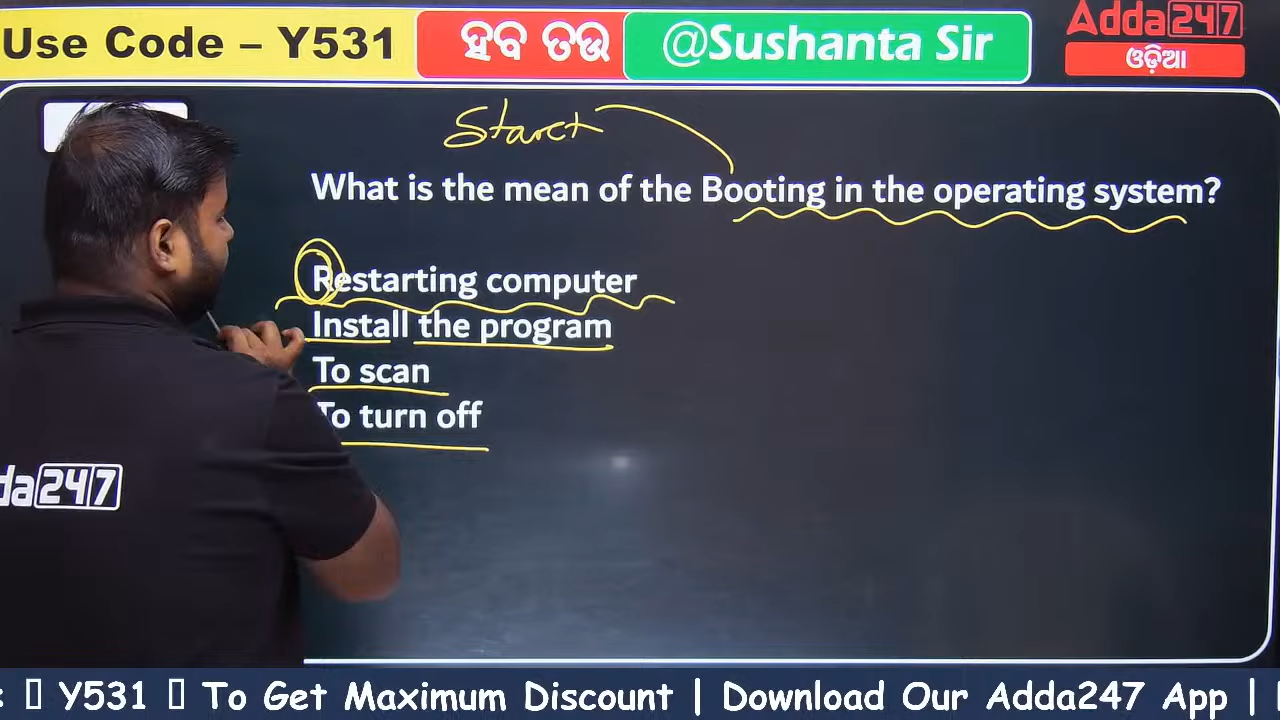 Use Code – Y531
ହବ ତଉ
@Sushanta Sir
Adda247
ଓଡ଼ିଆ
Start
What is the mean of the Booting in the operating system?
Restarting computer
Install the program
To scan
To turn off
da247
Y531 To Get Maximum Discount | Download Our Adda247 App |